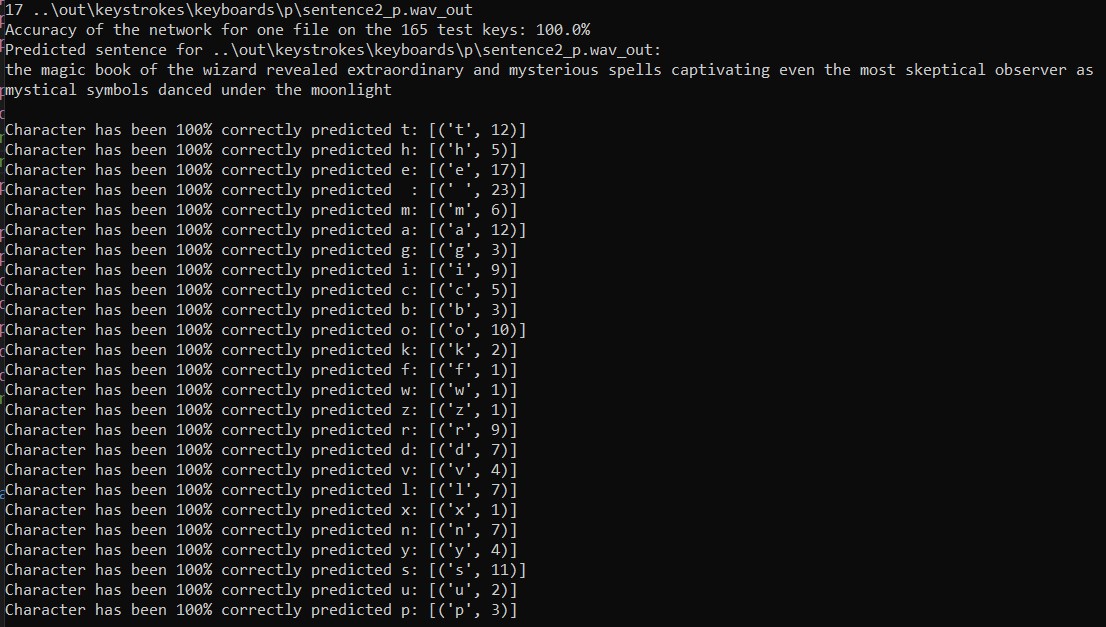 17 ..\out\keystrokes\keyboards\p\sentence2_p.wav_out
Accuracy of the network for one file on the 165 test keys: 100.0%
Predicted sentence for ..\out\keystrokes\keyboards\p\sentence2_p.wav_out:
the magic book of the wizard revealed extraordinary and mysterious spells captivating even the most skeptical observer as
mystical symbols danced under the moonlight
Character has been 100% correctly predicted t: [('t', 12)]
Character has been 100% correctly predicted h: [('h', 5)]
Character has been 100% correctly predicted e: [('e', 17)]
Character has been 100% correctly predicted  : [(' ', 23)]
Character has been 100% correctly predicted m: [('m', 6)]
Character has been 100% correctly predicted a: [('a', 12)]
Character has been 100% correctly predicted g: [('g', 3)]
Character has been 100% correctly predicted i: [('i', 9)]
Character has been 100% correctly predicted c: [('c', 5)]
Character has been 100% correctly predicted b: [('b', 3)]
Character has been 100% correctly predicted o: [('o', 10)]
Character has been 100% correctly predicted k: [('k', 2)]
Character has been 100% correctly predicted f: [('f', 1)]
Character has been 100% correctly predicted w: [('w', 1)]
Character has been 100% correctly predicted z: [('z', 1)]
Character has been 100% correctly predicted r: [('r', 9)]
Character has been 100% correctly predicted d: [('d', 7)]
Character has been 100% correctly predicted v: [('v', 4)]
Character has been 100% correctly predicted l: [('l', 7)]
Character has been 100% correctly predicted x: [('x', 1)]
Character has been 100% correctly predicted n: [('n', 7)]
Character has been 100% correctly predicted y: [('y', 4)]
Character has been 100% correctly predicted s: [('s', 11)]
Character has been 100% correctly predicted u: [('u', 2)]
Character has been 100% correctly predicted p: [('p', 3)]